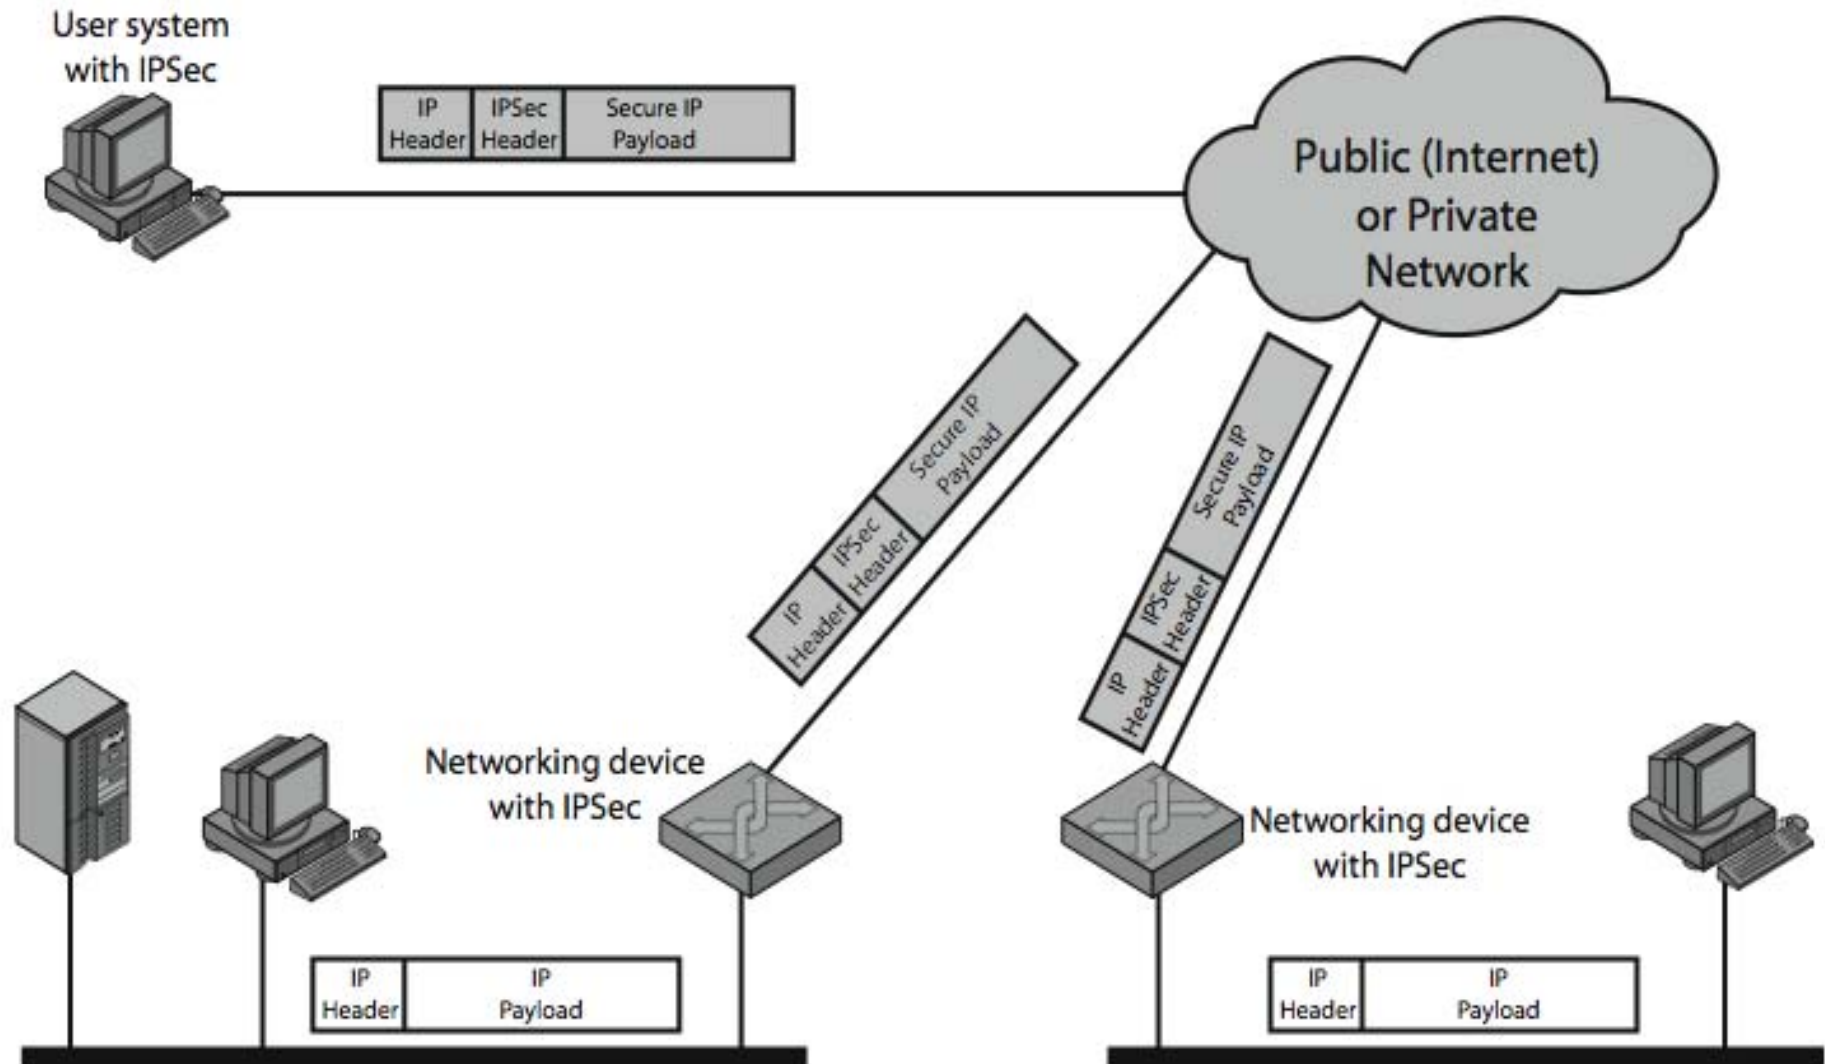 User system
with IPSec
IP
Header
IPSec
Header
Secure IP
Payload
Public (Internet)
or Private
Network
IP
Header
IPSec
Header
Secure IP
Payload
IP
Header
IPSec
Header
Secure IP
Payload
Networking device
with IPSec
Networking device
with IPSec
IP
Header
IP
Payload
IP
Header
IP
Payload